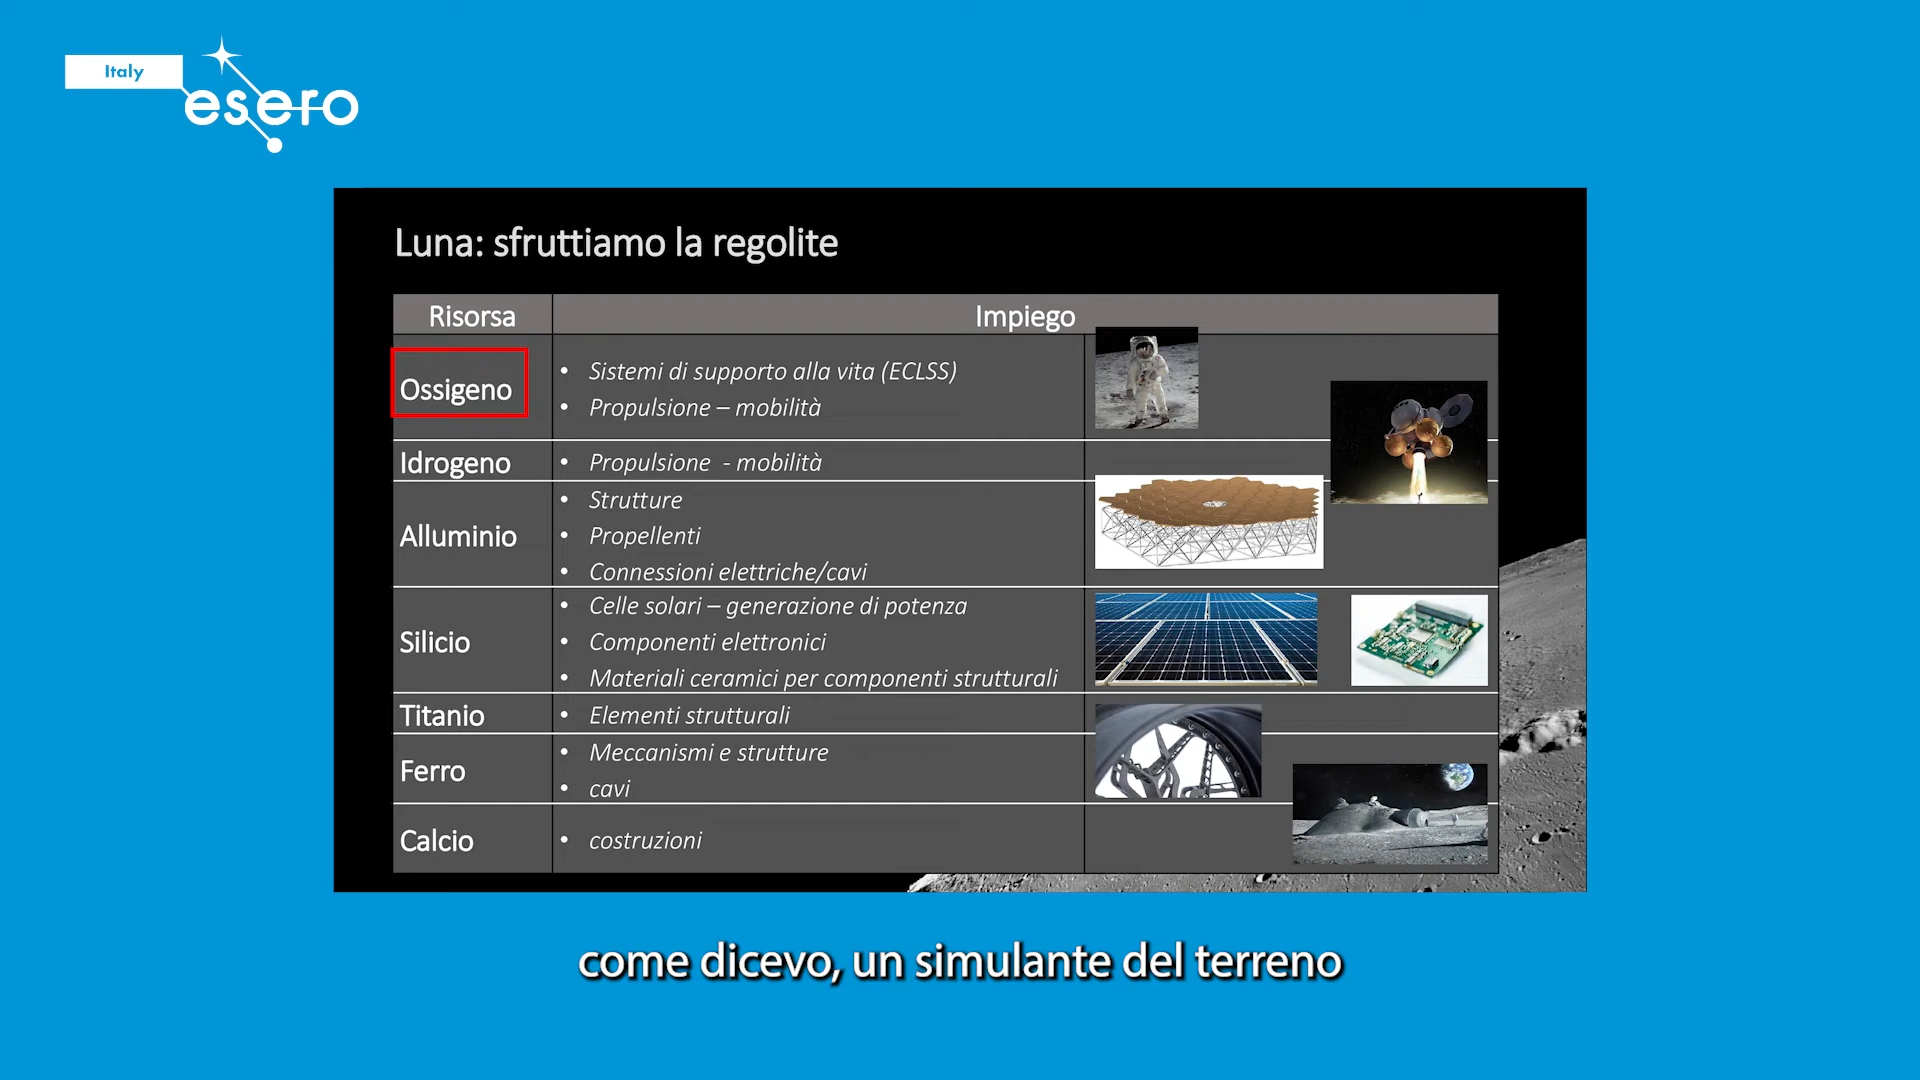 Italy
esero
Luna: sfruttiamo la regolite
Risorsa
Impiego
Ossigeno
• Sistemi di supporto alla vita (ECLSS)
• Propulsione – mobilità
Idrogeno
• Propulsione - mobilità
Alluminio
• Strutture
• Propellenti
• Connessioni elettriche/cavi
Silicio
• Celle solari – generazione di potenza
• Componenti elettronici
• Materiali ceramici per componenti strutturali
Titanio
• Elementi strutturali
Ferro
• Meccanismi e strutture
• cavi
Calcio
• costruzioni
come dicevo, un simulante del terreno